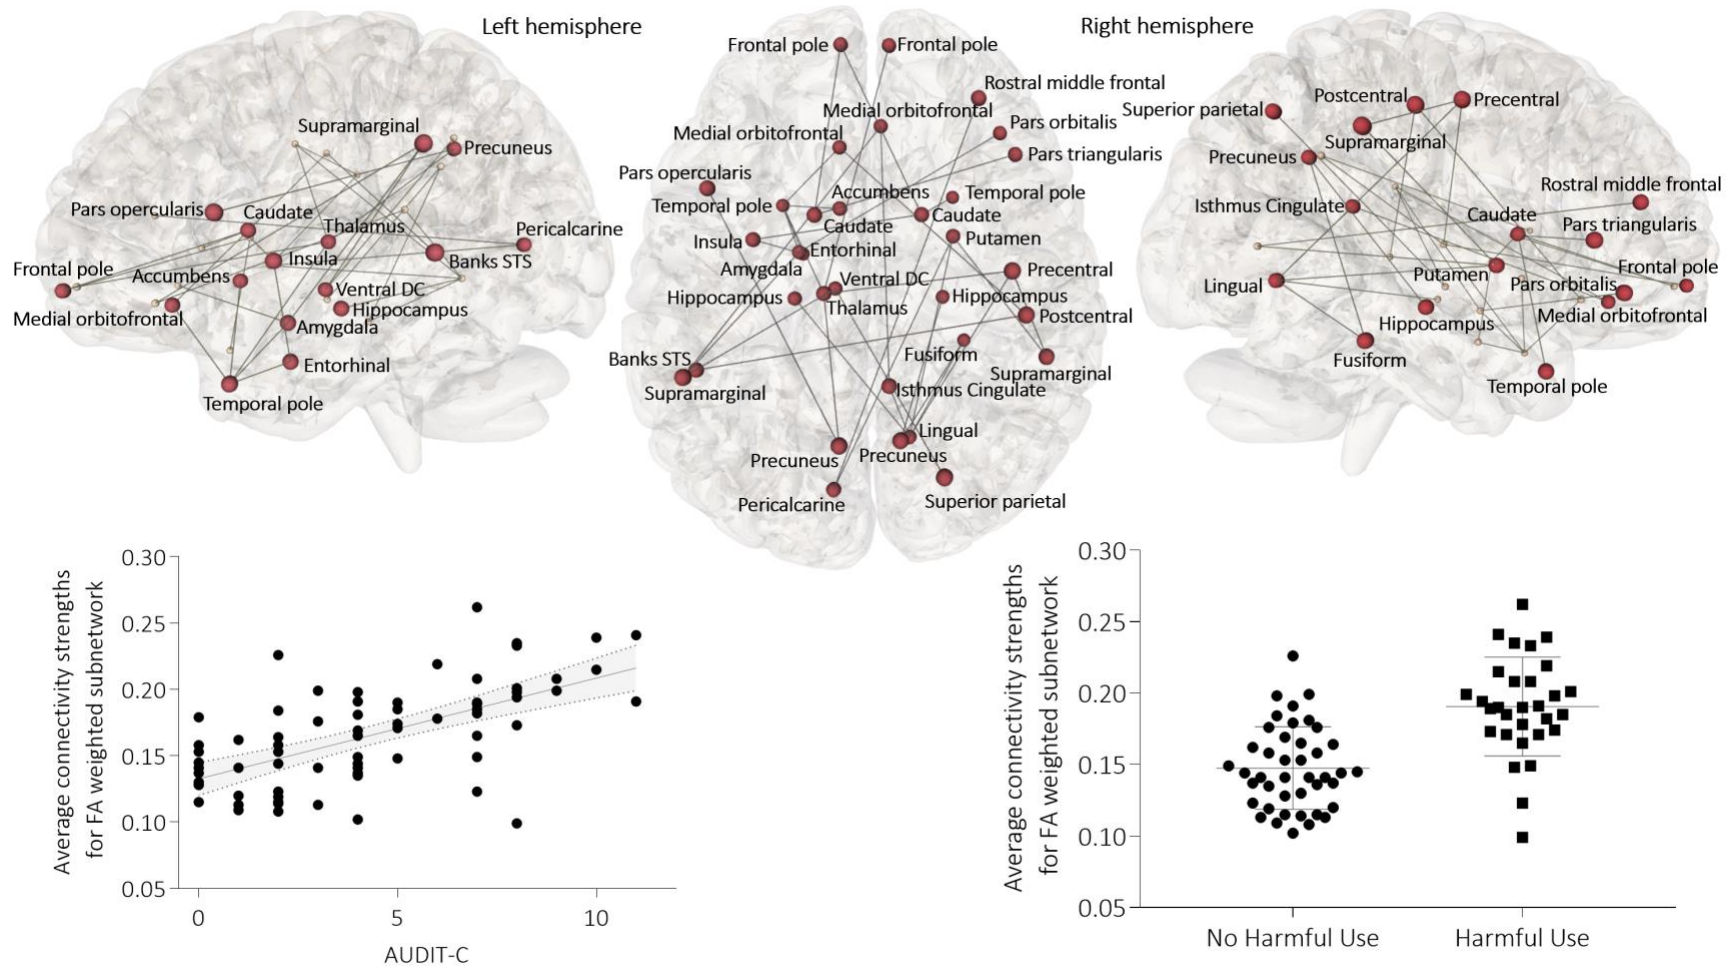 Left hemisphere
Right hemisphere
Supramarginal
Precuneus
Pars opercularis
Caudate
Thalamus
Pericalcarine
Insula
Banks STS
Frontal pole
Accumbens
Ventral DC
Hippocampus
Medial orbitofrontal
Amygdala
Entorhinal
Temporal pole
Frontal pole
Frontal pole
Rostral middle frontal
Medial orbitofrontal
Pars orbitalis
Medial orbitofrontal
Pars triangularis
Pars opercularis
Accumbens
Temporal pole
Temporal pole
Caudate
Caudate
Insula
Putamen
Entorhinal
Amygdala
Precentral
Ventral DC
Hippocampus
Hippocampus
Thalamus
Postcentral
Banks STS
Fusiform
Supramarginal
Supramarginal
Isthmus Cingulate
Lingual
Precuneus
Precuneus
Pericalcarine
Superior parietal
Postcentral
Precentral
Superior parietal
Supramarginal
Precuneus
Rostral middle frontal
Isthmus Cingulate
Caudate
Pars triangularis
Putamen
Frontal pole
Lingual
Pars orbitalis
Medial orbitofrontal
Hippocampus
Fusiform
Temporal pole
Average connectivity strengths
for FA weighted subnetwork
0.30
0.25
0.20
0.15
0.10
0.05
0
5
10
AUDIT-C
Average connectivity strengths
for FA weighted subnetwork
0.30
0.25
0.20
0.15
0.10
0.05
No Harmful Use
Harmful Use